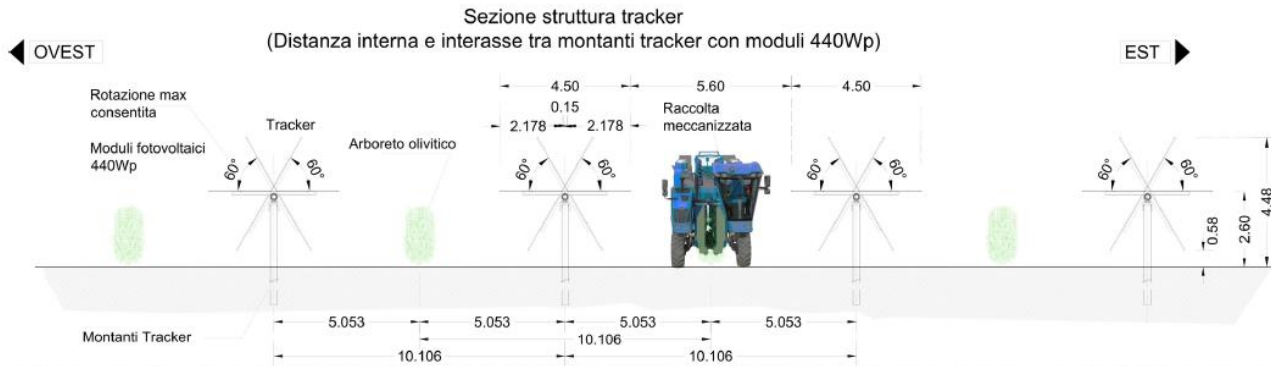 Sezione struttura tracker
(Distanza interna e interasse tra montanti tracker con moduli 440Wp)
OVEST
EST
4.50
5.60
4.50
Rotazione max
consentita
0.15
Raccolta
meccanizzata
Tracker
2.178
2.178
Moduli fotovoltaici
440Wp
Arboreto olivitico
60°
60°
60°
60°
60°
60°
60°
60°
0.58
2.60
4.48
5.053
5.053
5.053
5.053
Montanti Tracker
10.106
10.106
10.106